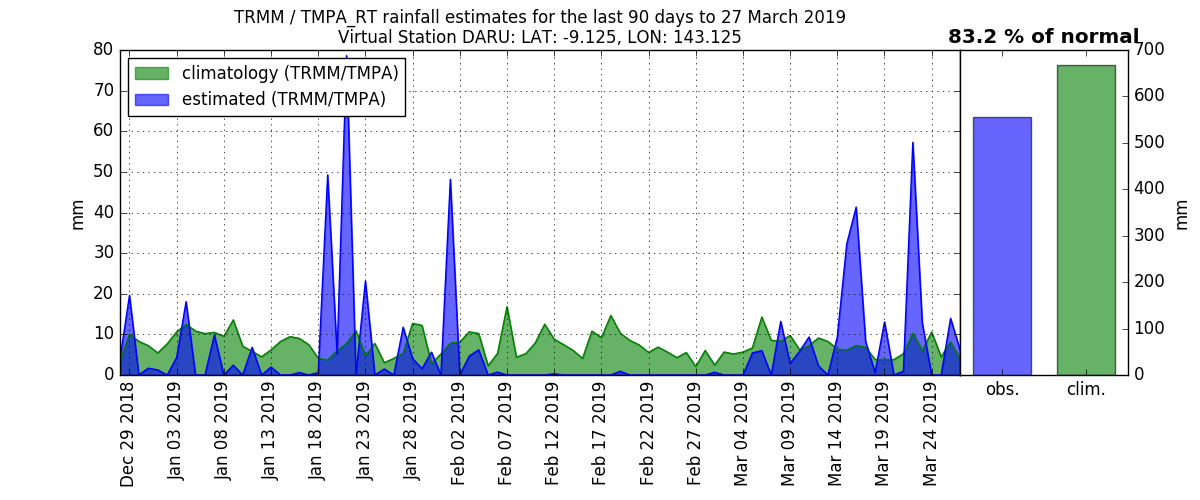 TRMM / TMPA_RT rainfall estimates for the last 90 days to 27 March 2019
Virtual Station DARU: LAT: -9.125, LON: 143.125
83.2 % of normal
climatology (TRMM/TMPA)
estimated (TRMM/TMPA)
80
70
60
50
40
30
20
10
0
mm
Dec 29 2018
Jan 03 2019
Jan 08 2019
Jan 13 2019
Jan 18 2019
Jan 23 2019
Jan 28 2019
Feb 02 2019
Feb 07 2019
Feb 12 2019
Feb 17 2019
Feb 22 2019
Feb 27 2019
Mar 04 2019
Mar 09 2019
Mar 14 2019
Mar 19 2019
Mar 24 2019
obs.
clim.
700
600
500
400
300
200
100
0
mm